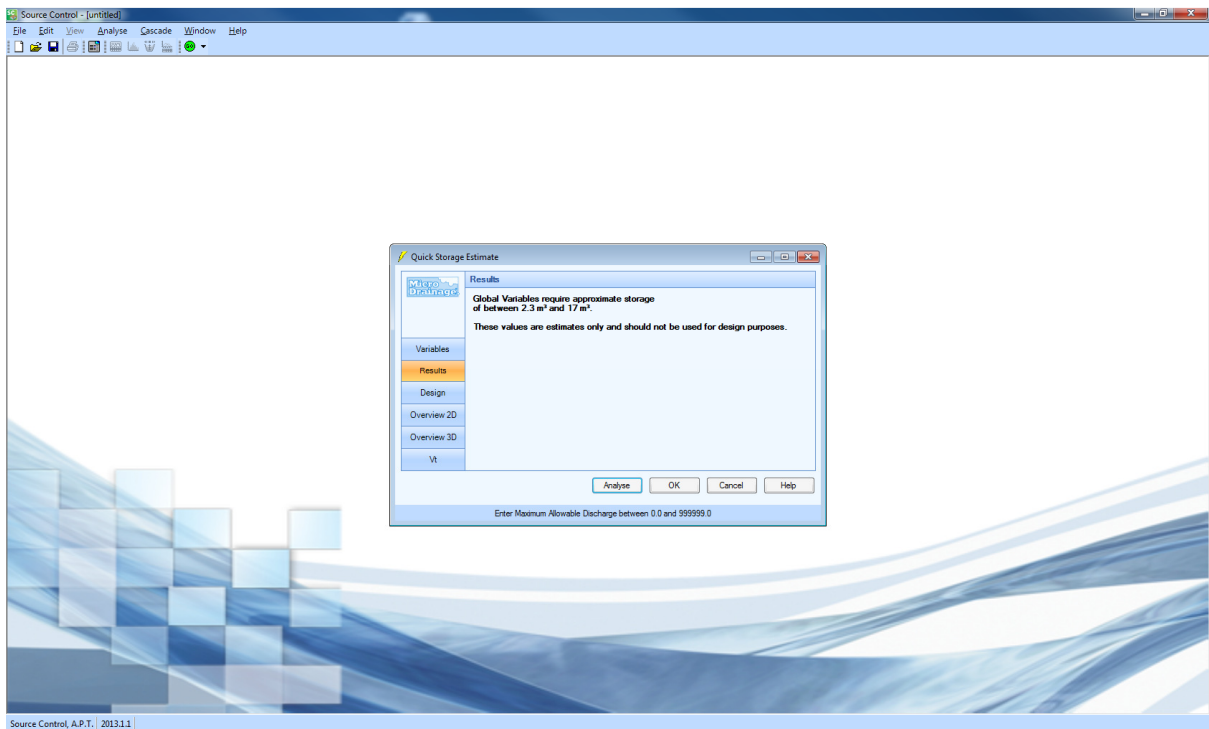 Source Control - [untitled]
File Edit View Analyse Cascade Window Help
GO
Quick Storage Estimate
Micro Drainage
Results
Global Variables require approximate storage
of between 2.3 m³ and 17 m³.
These values are estimates only and should not be used for design purposes.
Variables
Results
Design
Overview 2D
Overview 3D
Vt
Analyse OK Cancel Help
Enter Maximum Allowable Discharge between 0.0 and 999999.0
Source Control, A.P.T. 2013.1.1